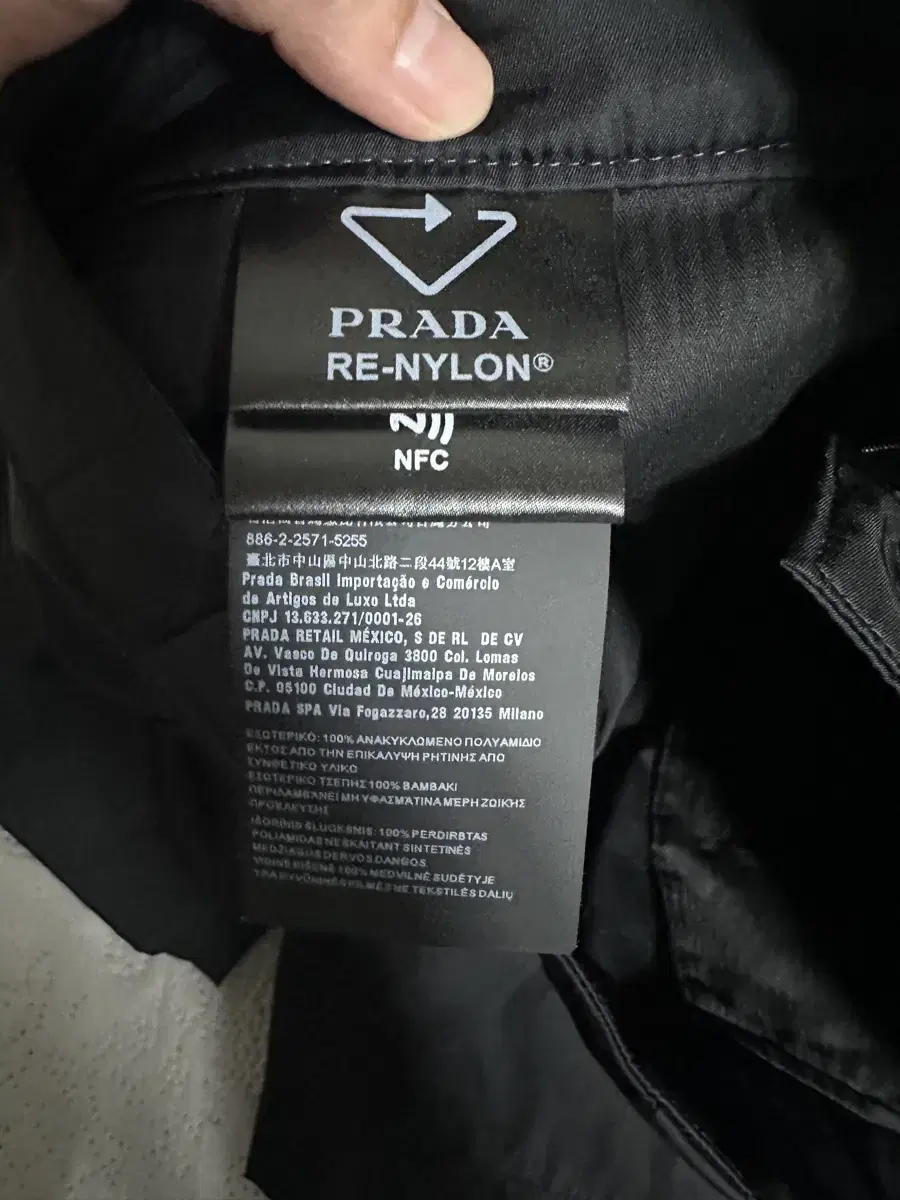 PRADA
RE-NYLON®
NFC
886-2-2571-5255
臺北市中山區中山北路二段44號12樓A室
Prada Brasil Importação e Comércio
de Artigos de Luxo Ltda
CNPJ 13.633.271/0001-26
PRADA RETAIL MÉXICO, S DE RL DE CV
AV. Vasco De Quiroga 3800 Col. Lomas
De Vista Hermosa Cuajimalpa De Morelos
C.P. 05100 Ciudad De México-México
PRADA SPA Via Fogazzaro,28 20135 Milano
ΕΞΩΤΕΡΙΚΟ: 100% ΑΝΑΚΥΚΛΩΜΕΝΟ ΠΟΛΥΑΜΙΔΙΟ
ΕΚΤΟΣ ΑΠΟ ΤΗΝ ΕΠΙΚΑΛΥΨΗ ΡΗΤΙΝΗΣ ΑΠΟ
ΣΥΝΘΕΤΙΚΟ ΥΛΙΚΟ
ΕΣΩΤΕΡΙΚΟ ΤΣΕΠΗΣ 100% ΒΑΜΒΑΚΙ
ΠΕΡΙΛΑΜΒΑΝΕΙ ΜΗ ΥΦΑΣΜΑΤΙΝΑ ΜΕΡΗ ΖΩΙΚΗΣ
ΠΡΟΕΛΕΥΣΗΣ
IŠORINIS SLUOKSNIS: 100% PERDIRBTAS
POLIAMIDAS NESKAITANT SINTETINĖS
MEDŽIAGOS DERVOS DANGOS
VIDINĖ KIŠENĖ 100% MEDVILNĖ SUDĖTYJE
YRA GYVŪNINĖS KILMĖS NE TEKSTILĖS DALIŲ